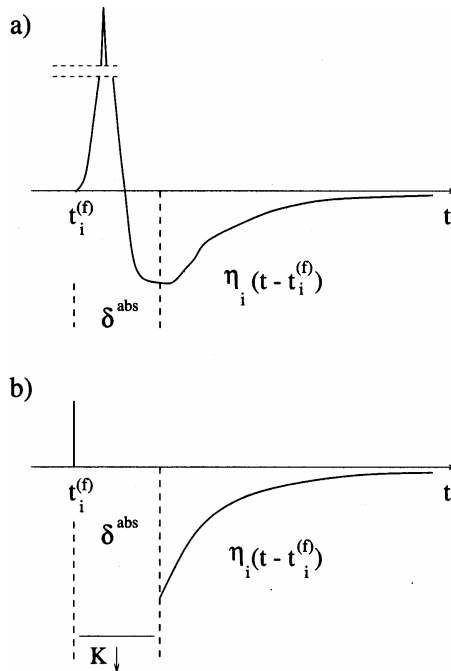 a)
t_i^(f)
t
η_i (t - t_i^(f))
δ^abs
b)
t_i^(f)
t
δ^abs
η_i (t - t_i^(f))
K ↓